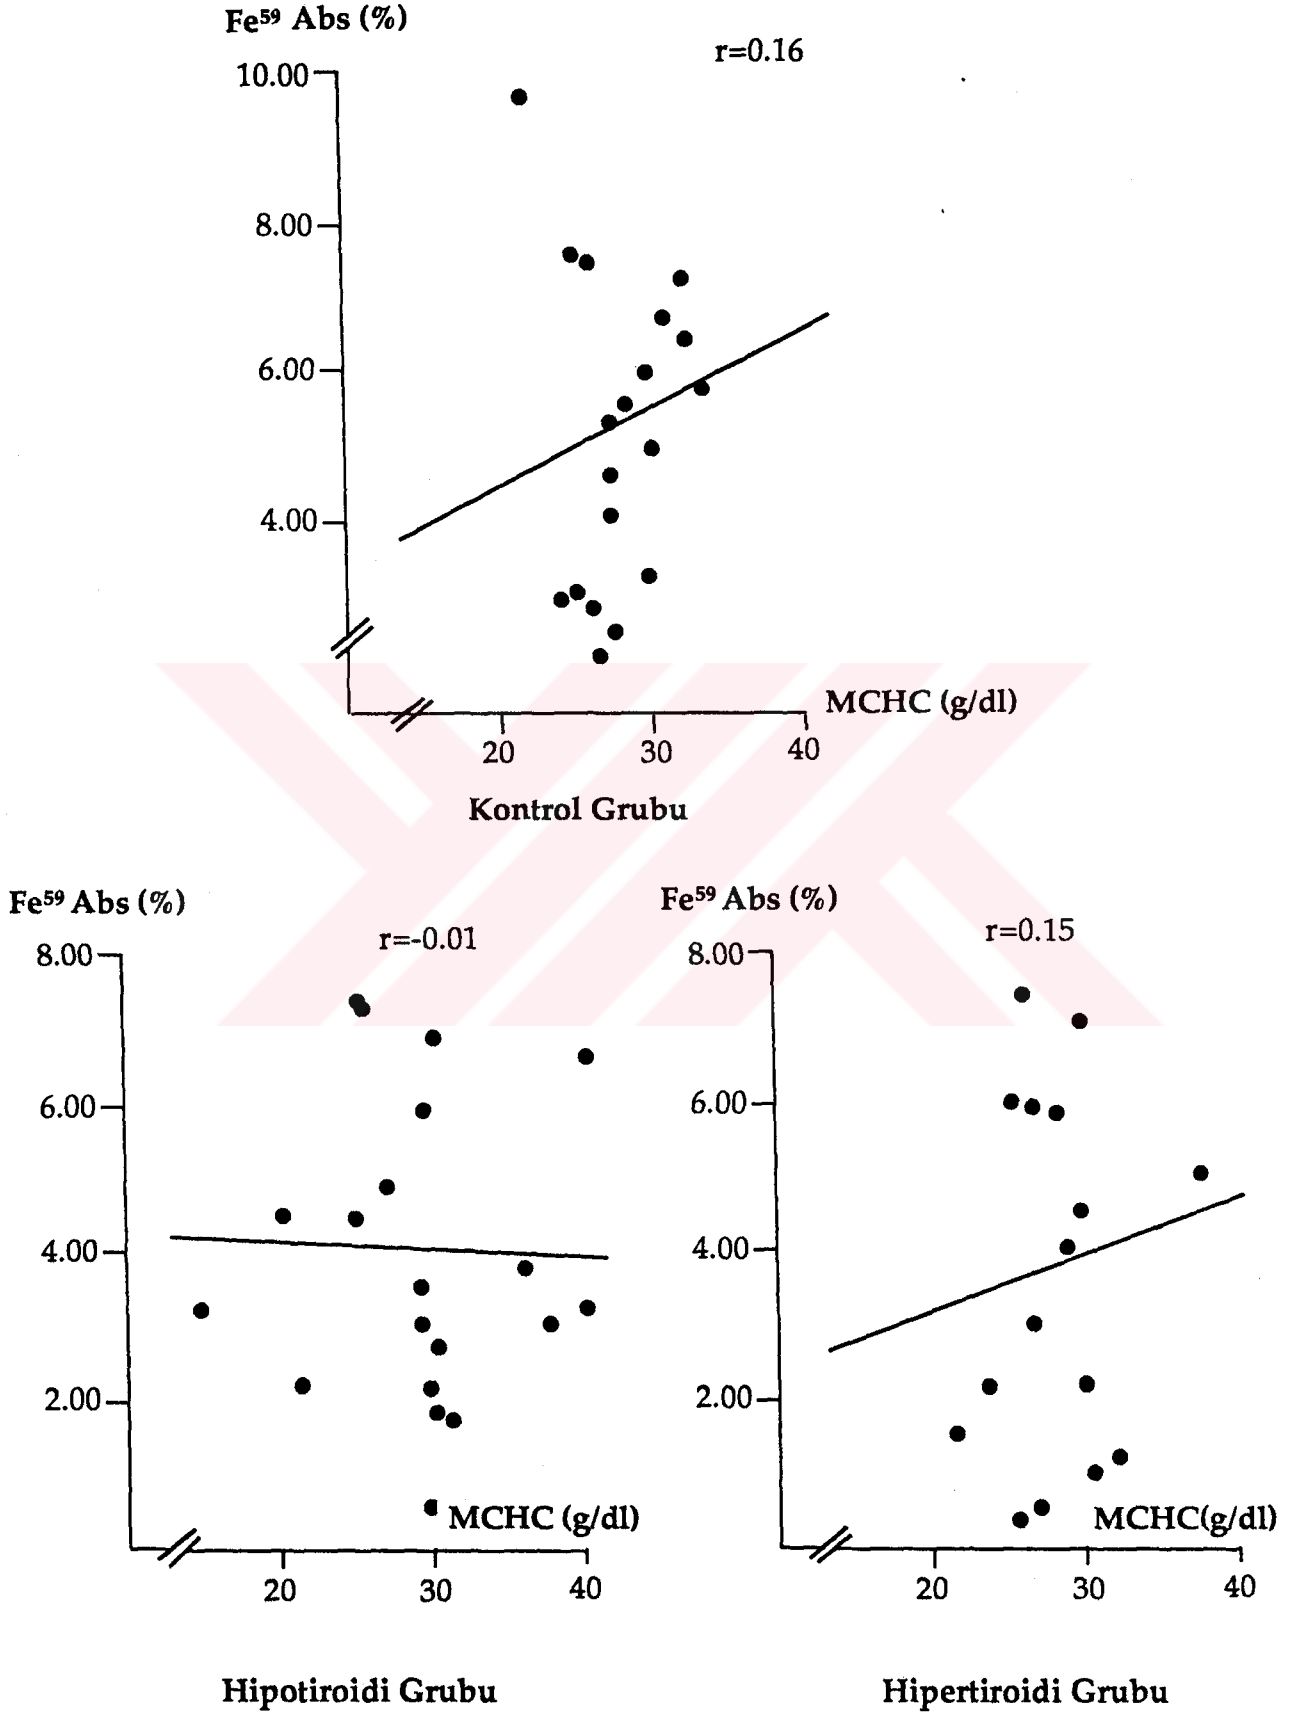 Fe⁵⁹ Abs (%)
r=0.16
10.00
8.00
6.00
4.00
MCHC (g/dl)
20 30 40
Kontrol Grubu
Fe⁵⁹ Abs (%)
r=-0.01
8.00
6.00
4.00
2.00
MCHC (g/dl)
20 30 40
Hipotiroidi Grubu
Fe⁵⁹ Abs (%)
r=0.15
8.00
6.00
4.00
2.00
MCHC(g/dl)
20 30 40
Hipertiroidi Grubu